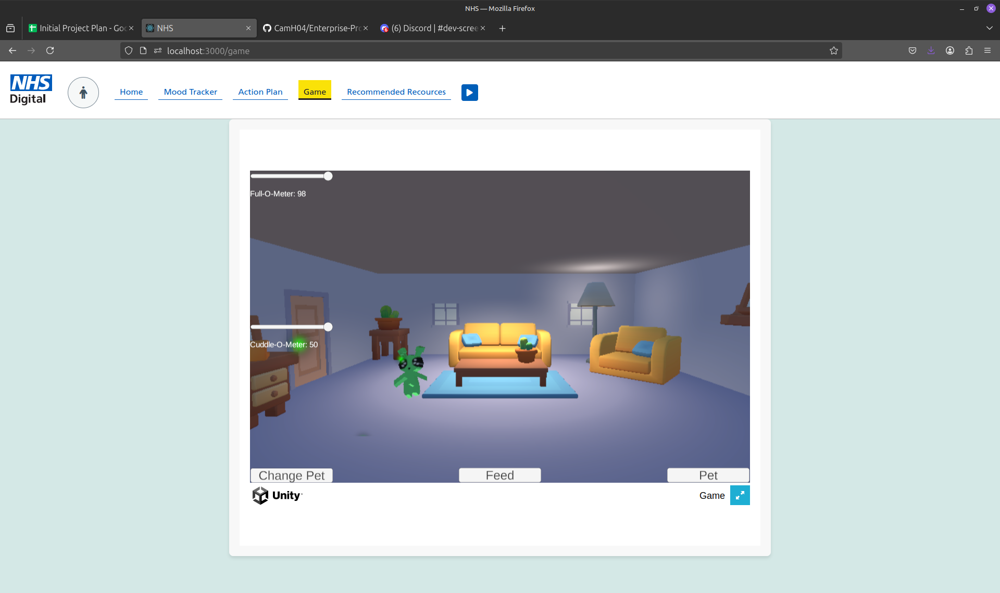 NHS — Mozilla Firefox
Initial Project Plan - Goo
NHS
CamH04/Enterprise-Pro
(6) Discord | #dev-scree
localhost:3000/game
NHS
Digital
Home
Mood Tracker
Action Plan
Game
Recommended Recources
Full-O-Meter: 98
Cuddle-O-Meter: 50
Change Pet
Feed
Pet
Unity
Game